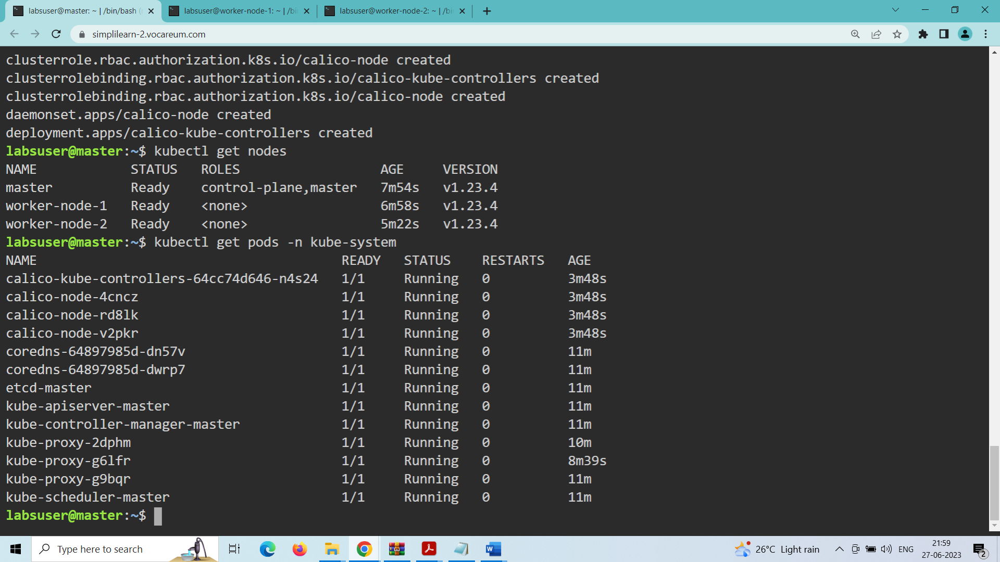 labsuser@master: ~ | /bin/bash
labsuser@worker-node-1: ~ | /bi
labsuser@worker-node-2: ~ | /bi
simplilearn-2.vocareum.com
clusterrole.rbac.authorization.k8s.io/calico-node created
clusterrolebinding.rbac.authorization.k8s.io/calico-kube-controllers created
clusterrolebinding.rbac.authorization.k8s.io/calico-node created
daemonset.apps/calico-node created
deployment.apps/calico-kube-controllers created
labsuser@master:~$ kubectl get nodes
NAME STATUS ROLES AGE VERSION
master Ready control-plane,master 7m54s v1.23.4
worker-node-1 Ready <none> 6m58s v1.23.4
worker-node-2 Ready <none> 5m22s v1.23.4
labsuser@master:~$ kubectl get pods -n kube-system
NAME READY STATUS RESTARTS AGE
calico-kube-controllers-64cc74d646-n4s24 1/1 Running 0 3m48s
calico-node-4cncz 1/1 Running 0 3m48s
calico-node-rd8lk 1/1 Running 0 3m48s
calico-node-v2pkr 1/1 Running 0 3m48s
coredns-64897985d-dn57v 1/1 Running 0 11m
coredns-64897985d-dwrp7 1/1 Running 0 11m
etcd-master 1/1 Running 0 11m
kube-apiserver-master 1/1 Running 0 11m
kube-controller-manager-master 1/1 Running 0 11m
kube-proxy-2dphm 1/1 Running 0 10m
kube-proxy-g6lfr 1/1 Running 0 8m39s
kube-proxy-g9bqr 1/1 Running 0 11m
kube-scheduler-master 1/1 Running 0 11m
labsuser@master:~$
Type here to search
26°C Light rain
ENG
21:59
27-06-2023
2